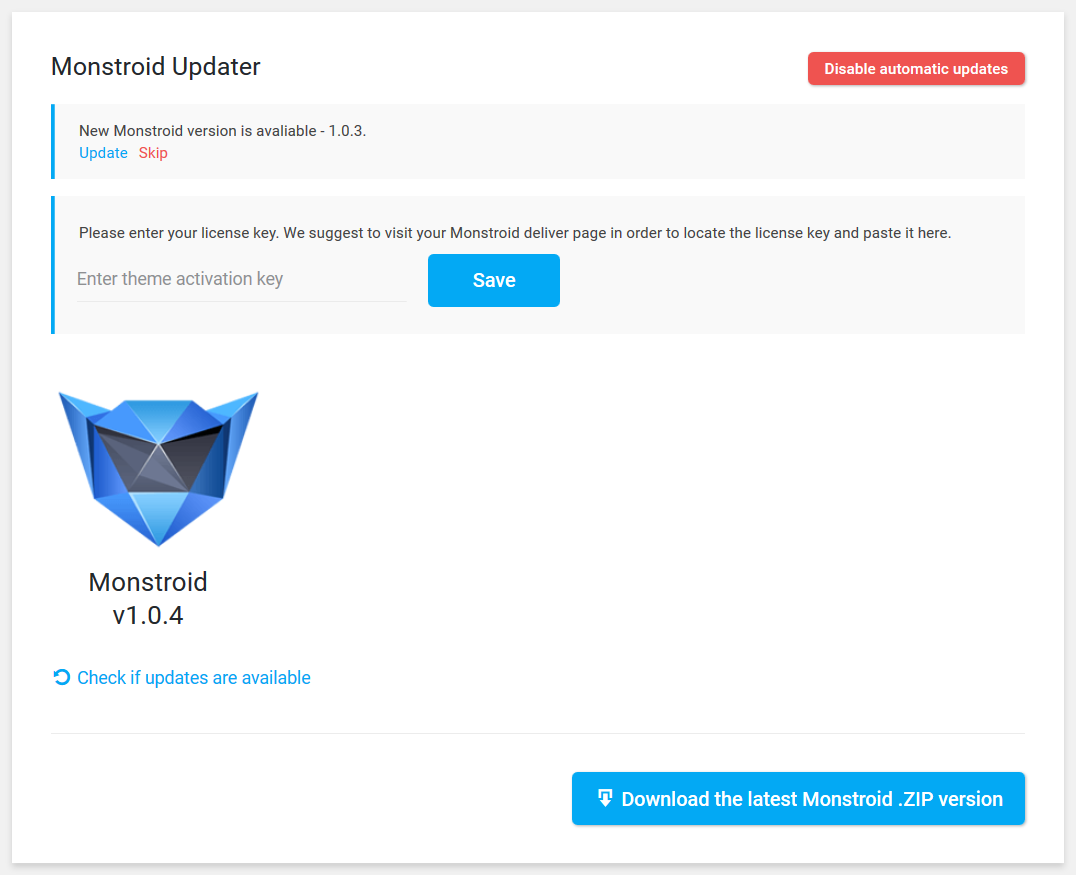 Monstroid Updater
Disable automatic updates
New Monstroid version is avaliable - 1.0.3.
Update Skip
Please enter your license key. We suggest to visit your Monstroid deliver page in order to locate the license key and paste it here.
Enter theme activation key
Save
Monstroid
v1.0.4
Check if updates are available
Download the latest Monstroid .ZIP version